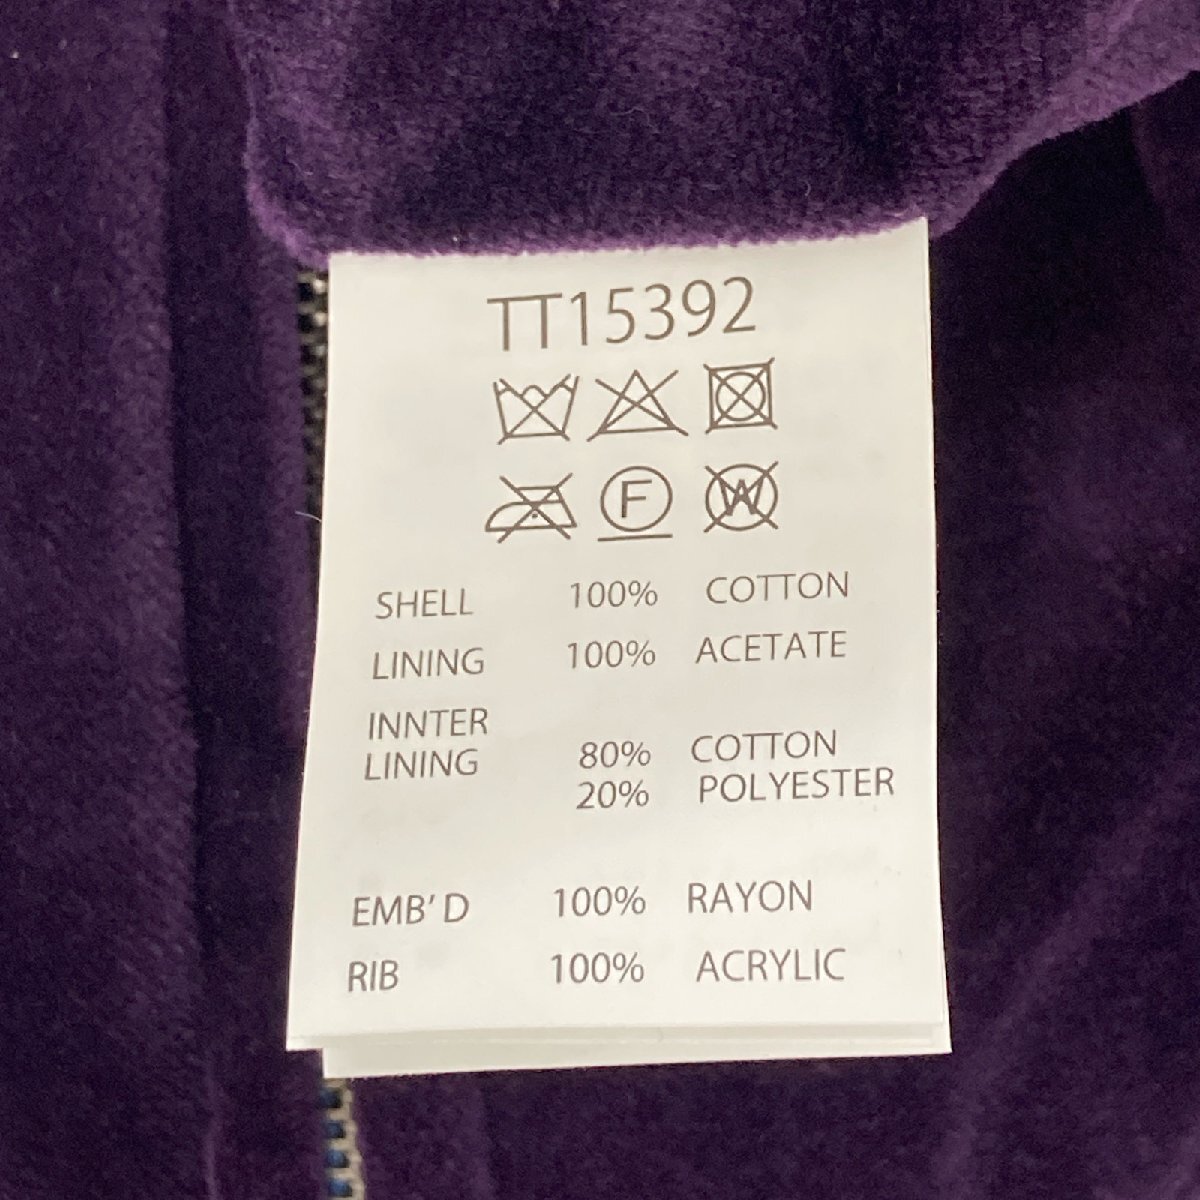 TT15392
F W
SHELL 100% COTTON
LINING 100% ACETATE
INNTER
LINING 80% COTTON
20% POLYESTER
EMB'D 100% RAYON
RIB 100% ACRYLIC